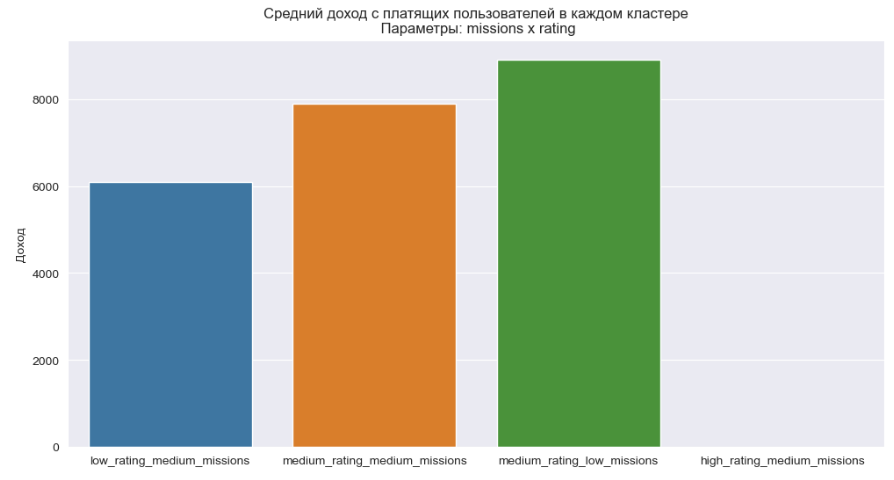 Средний доход с платящих пользователей в каждом кластере
Параметры: missions x rating
Доход
8000
6000
4000
2000
0
low_rating_medium_missions
medium_rating_medium_missions
medium_rating_low_missions
high_rating_medium_missions